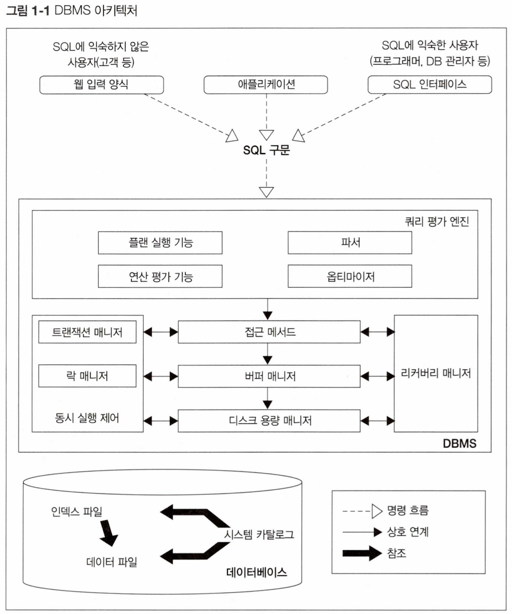 그림 1-1 DBMS 아키텍처
SQL에 익숙하지 않은
사용자(고객 등)
SQL에 익숙한 사용자
(프로그래머, DB 관리자 등)
웹 입력 양식
애플리케이션
SQL 인터페이스
SQL 구문
쿼리 평가 엔진
플랜 실행 기능
파서
연산 평가 기능
옵티마이저
트랜잭션 매니저
접근 메서드
락 매니저
버퍼 매니저
리커버리 매니저
동시 실행 제어
디스크 용량 매니저
DBMS
인덱스 파일
시스템 카탈로그
데이터 파일
데이터베이스
명령 흐름
상호 연계
참조